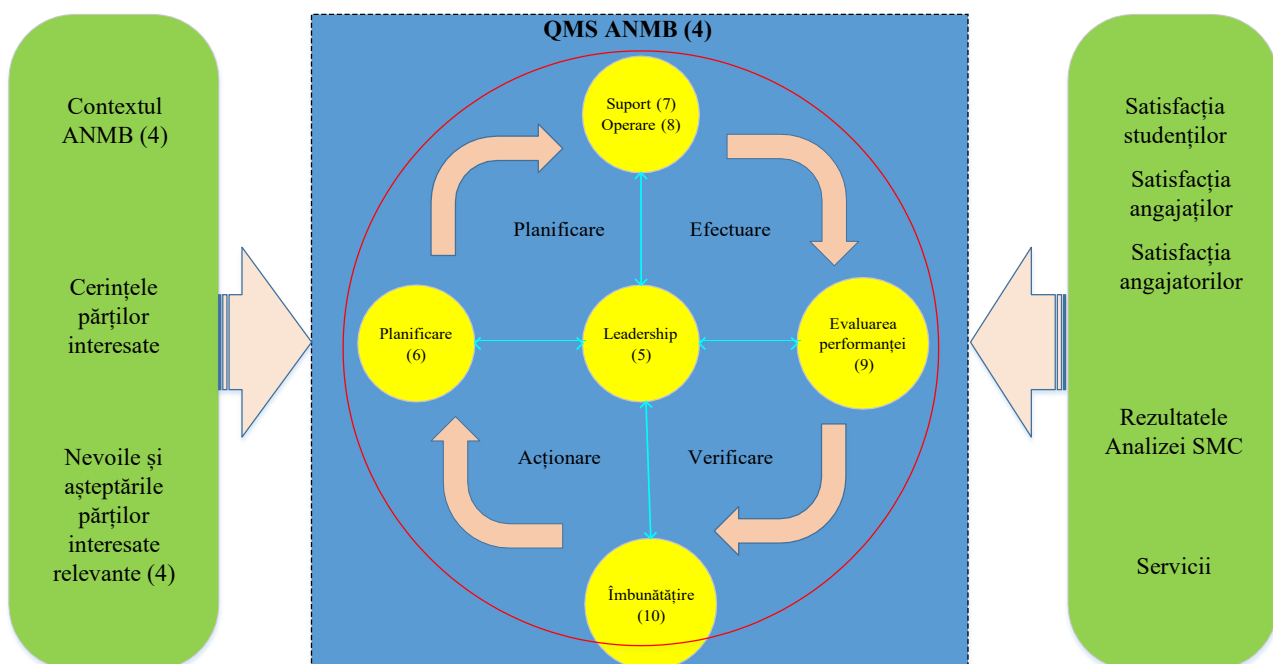 QMS ANMB (4)
Contextul
ANMB (4)
Cerințele
părților
interesate
Nevoile și
așteptările
părților
interesate
relevante (4)
Suport (7)
Operare (8)
Planificare
Efectuare
Planificare
(6)
Leadership
(5)
Evaluarea
performanței
(9)
Acționare
Verificare
Îmbunătățire
(10)
Satisfacția
studenților
Satisfacția
angajaților
Satisfacția
angajatorilor
Rezultatele
Analizei SMC
Servicii